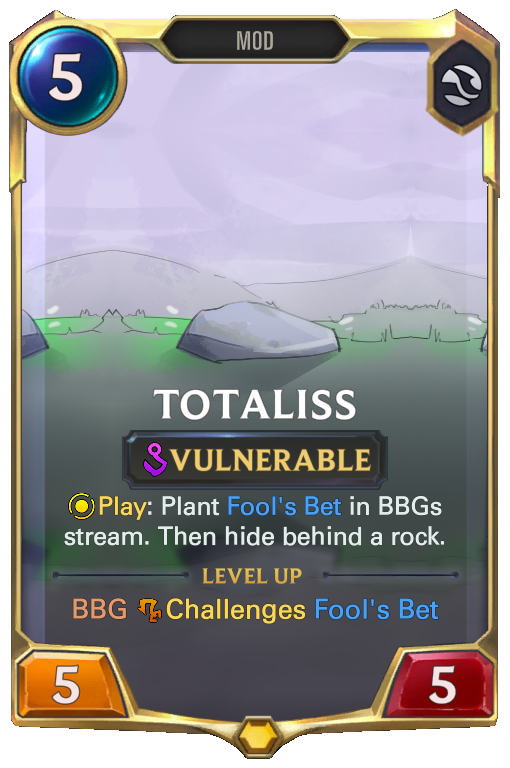 5
MOD
TOTALISS
VULNERABLE
Play: Plant Fool's Bet in BBGs
stream. Then hide behind a rock.
LEVEL UP
BBG Challenges Fool's Bet
5
5